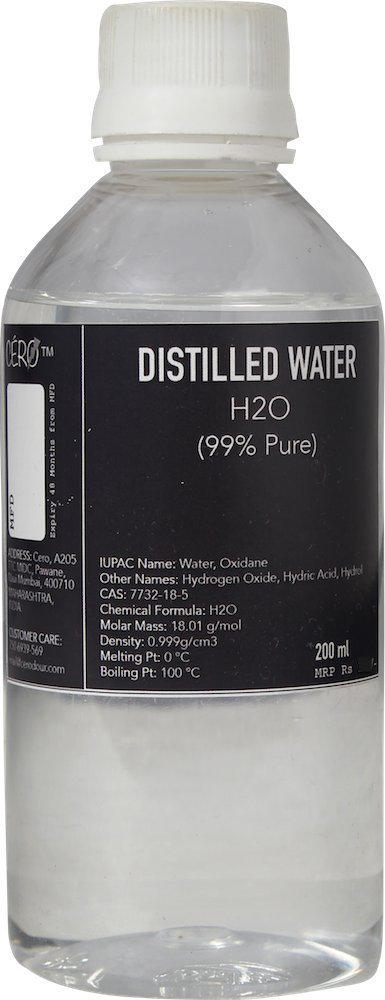 CÉRO™
MFD
Expiry 48 Months from MFD
ADDRESS: Cero, A205
MIDC, Pawane,
Mumbai, 400710
MAHARASHTRA,
INDIA
CUSTOMER CARE:
DISTILLED WATER
H2O
(99% Pure)
IUPAC Name: Water, Oxidane
Other Names: Hydrogen Oxide, Hydric Acid, Hydrol
CAS: 7732-18-5
Chemical Formula: H2O
Molar Mass: 18.01 g/mol
Density: 0.999g/cm3
Melting Pt: 0 °C
Boiling Pt: 100 °C
200 ml
MRP Rs /-